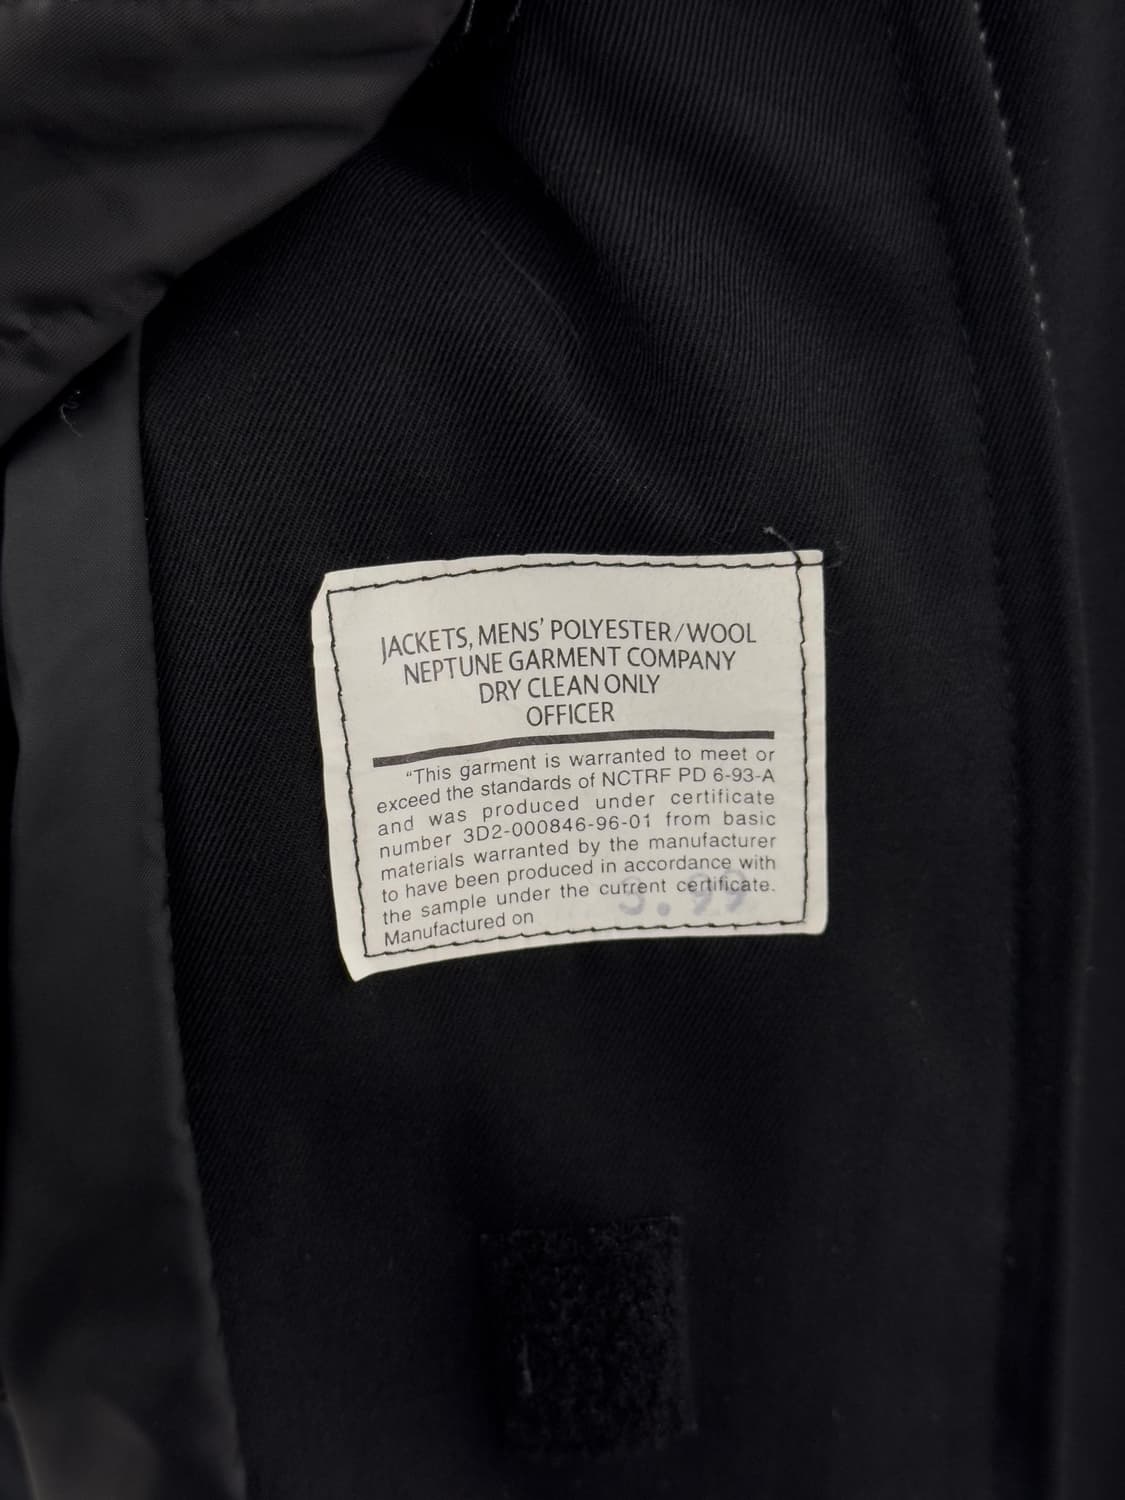 JACKETS, MENS' POLYESTER/WOOL
NEPTUNE GARMENT COMPANY
DRY CLEAN ONLY
OFFICER
"This garment is warranted to meet or
exceed the standards of NCTRF PD 6-93-A
and was produced under certificate
number 3D2-000846-96-01 from basic
materials warranted by the manufacturer
to have been produced in accordance with
the sample under the current certificate.
Manufactured on